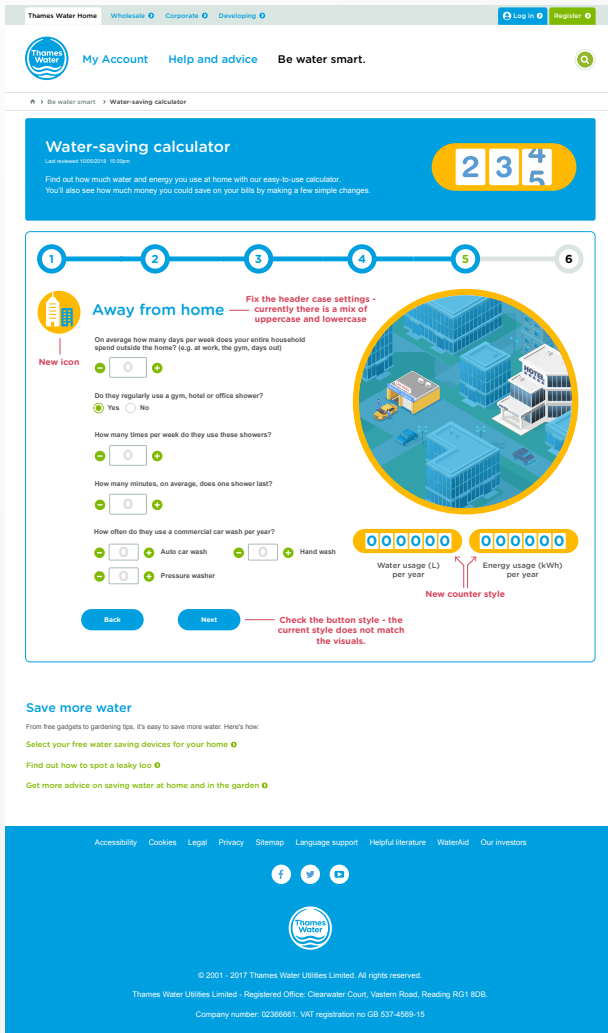 Thames Water Home
Wholesale
Corporate
Developing
Log in
Register
Thames
Water
My Account
Help and advice
Be water smart.
Be water smart
Water-saving calculator
Water-saving calculator
Last reviewed 10/05/2018 15:00pm
Find out how much water and energy you use at home with our easy-to-use calculator.
You'll also see how much money you could save on your bills by making a few simple changes.
2 3 4
5
1
2
3
4
5
6
Away from home
Fix the header case settings -
currently there is a mix of
uppercase and lowercase
New icon
On average how many days per week does your entire household
spend outside the home? (e.g. at work, the gym, days out)
0
Do they regularly use a gym, hotel or office shower?
Yes
No
How many times per week do they use these showers?
0
How many minutes, on average, does one shower last?
0
How often do they use a commercial car wash per year?
0
Auto car wash
0
Hand wash
0
Pressure washer
HOTEL
000000
000000
Water usage (L)
per year
Energy usage (kWh)
per year
New counter style
Back
Next
Check the button style - the
current style does not match
the visuals.
Save more water
From free gadgets to gardening tips, it's easy to save more water. Here's how:
Select your free water saving devices for your home
Find out how to spot a leaky loo
Get more advice on saving water at home and in the garden
Accessibility
Cookies
Legal
Privacy
Sitemap
Language support
Helpful literature
WaterAid
Our investors
Thames
Water
© 2001 - 2017 Thames Water Utilities Limited. All rights reserved.
Thames Water Utilities Limited - Registered Office: Clearwater Court, Vastern Road, Reading RG1 8DB.
Company number: 02366661. VAT registration no GB 537-4569-15